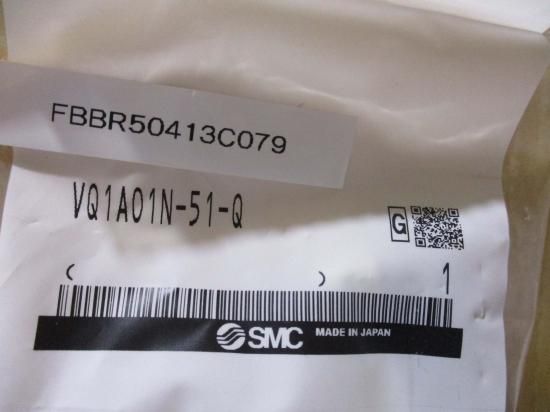 FBBR50413C079
VQ1A01N-51-Q
G
( ) 1
SMC MADE IN JAPAN